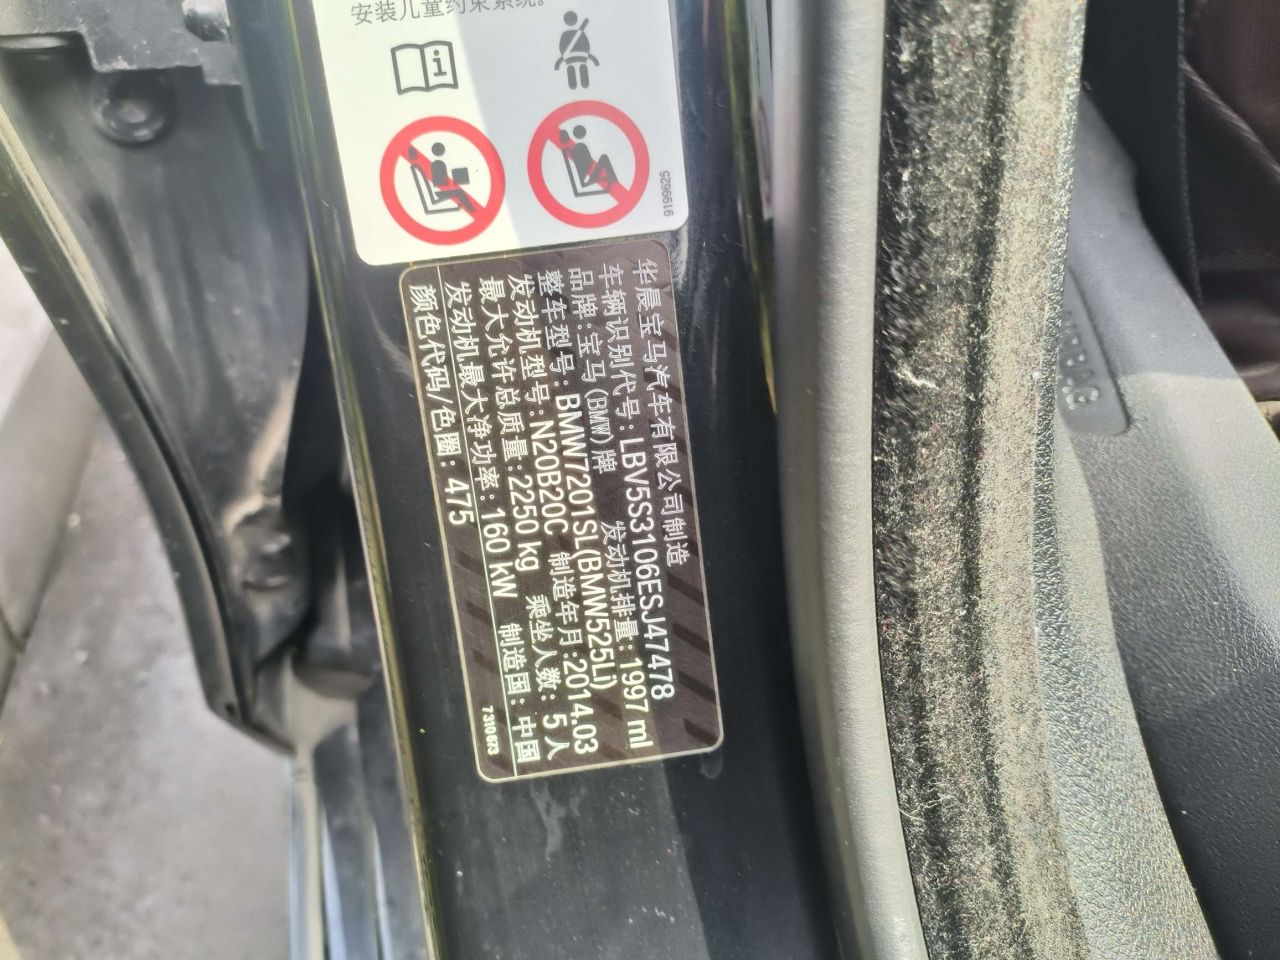 安装儿童约束系统。
9199625
华晨宝马汽车有限公司制造
车辆识别代号: LBV5S3106ESJ47478
品牌: 宝马(BMW)牌 发动机排量: 1997 ml
整车型号: BMW7201SL(BMW525Li)
发动机型号: N20B20C 制造年月: 2014.03
最大允许总质量: 2250 kg 乘坐人数: 5 人
发动机最大净功率: 160 kW 制造国: 中国
颜色代码/色圈: 475
7310673